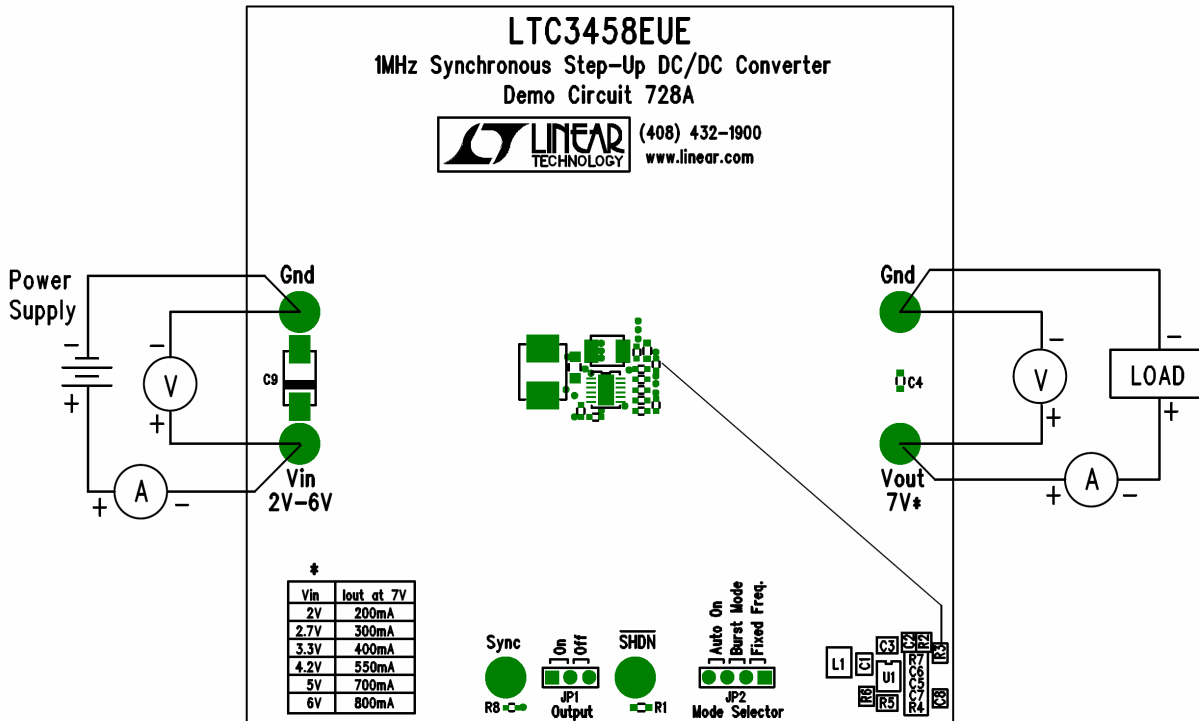 LTC3458EUE
1MHz Synchronous Step-Up DC/DC Converter
Demo Circuit 728A
LINEAR
TECHNOLOGY
(408) 432-1900
www.linear.com
Power
Supply
-
+
-
V
+
+
A
-
Gnd
C9
Vin
2V-6V
Gnd
C4
Vout
7V*
-
V
+
-
LOAD
+
+
A
-
*
Vin Iout at 7V
2V 200mA
2.7V 300mA
3.3V 400mA
4.2V 550mA
5V 700mA
6V 800mA
Sync
R8
On
Off
JP1
Output
SHDN
R1
Auto On
Burst Mode
Fixed Freq.
JP2
Mode Selector
L1
C1
C3
C2
R2
R3
U1
R7
C6
C5
C7
R4
R6
R5
C8